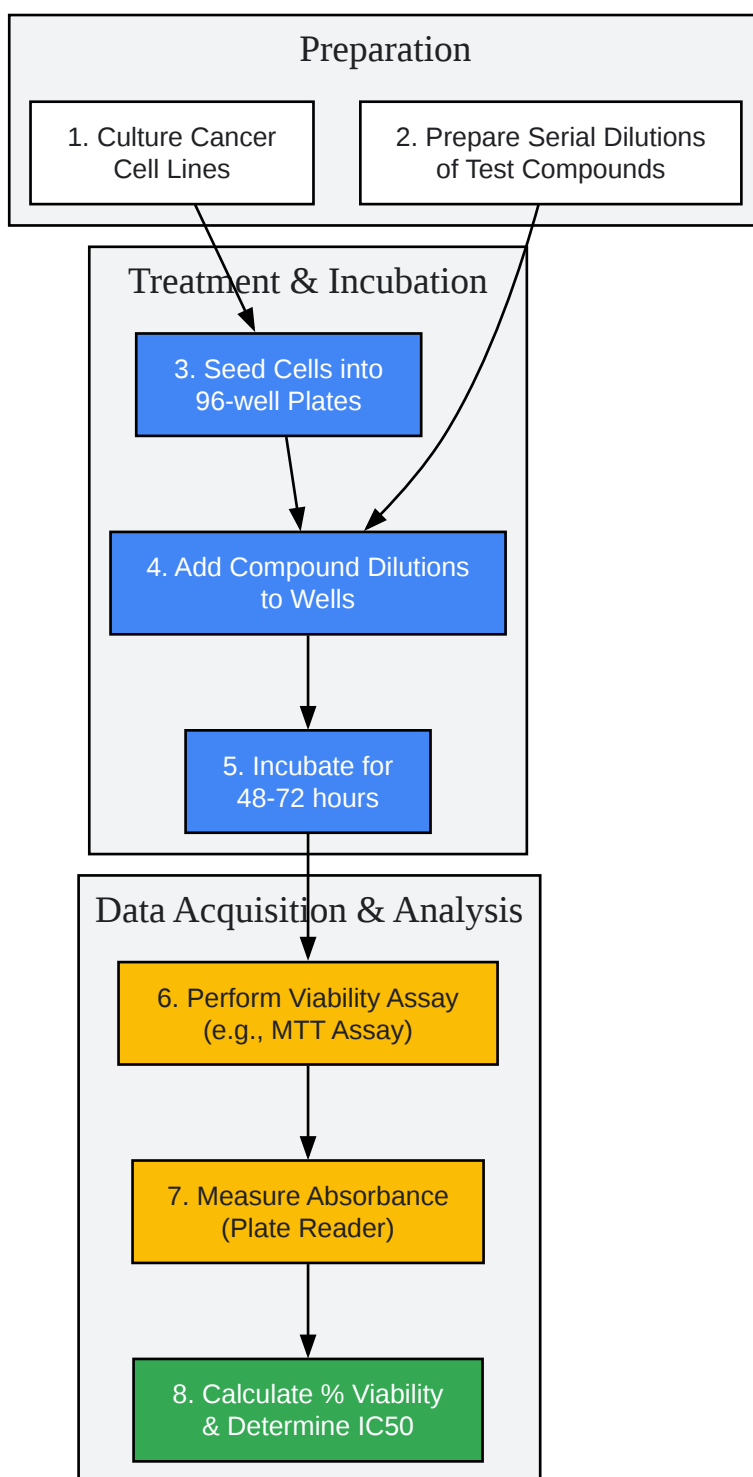 Preparation
1. Culture Cancer
Cell Lines
2. Prepare Serial Dilutions
of Test Compounds
Treatment & Incubation
3. Seed Cells into
96-well Plates
4. Add Compound Dilutions
to Wells
5. Incubate for
48-72 hours
Data Acquisition & Analysis
6. Perform Viability Assay
(e.g., MTT Assay)
7. Measure Absorbance
(Plate Reader)
8. Calculate % Viability
& Determine IC50